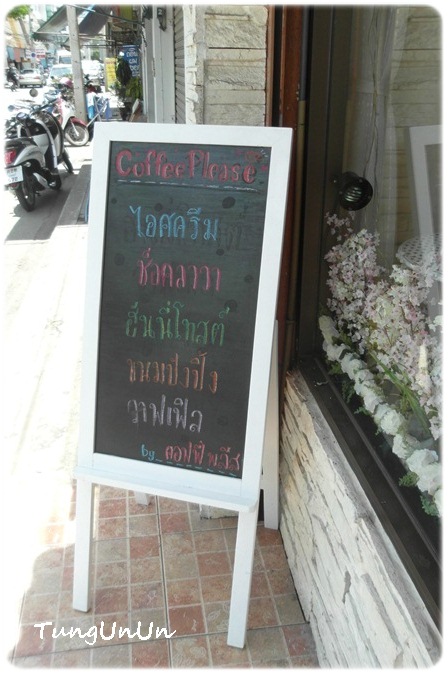 Coffee Please
ไอศครีม
ช็อคลาวา
ฮันนี่โทสต์
ขนมปังปิ้ง
วาฟเฟิล
by คอฟฟี่ พลีส
TungUnUn